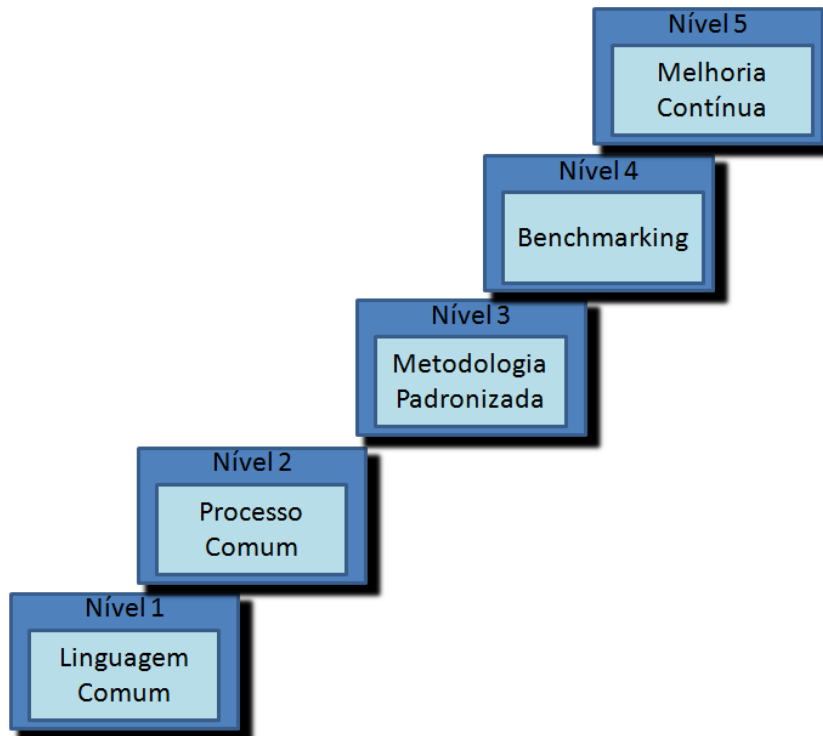 Nível 5
Melhoria
Contínua
Nível 4
Benchmarking
Nível 3
Metodologia
Padronizada
Nível 2
Processo
Comum
Nível 1
Linguagem
Comum